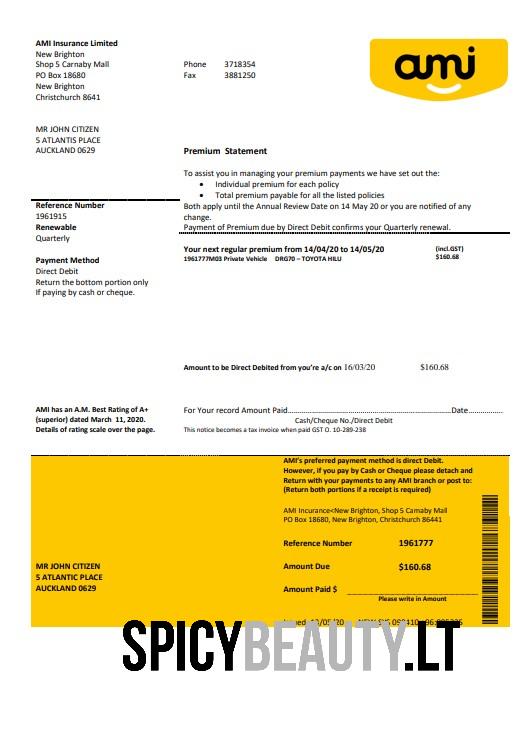 AMI Insurance Limited
New Brighton
Shop 5 Carnaby Mall
PO Box 18680
New Brighton
Christchurch 8641
Phone 3718354
Fax 3881250
ami
MR JOHN CITIZEN
5 ATLANTIS PLACE
AUCKLAND 0629
Premium Statement
To assist you in managing your premium payments we have set out the:
• Individual premium for each policy
• Total premium payable for all the listed policies
Both apply until the Annual Review Date on 14 May 20 or you are notified of any
change.
Payment of Premium due by Direct Debit confirms your Quarterly renewal.
Reference Number
1961915
Renewable
Quarterly
Payment Method
Direct Debit
Return the bottom portion only
If paying by cash or cheque.
Your next regular premium from 14/04/20 to 14/05/20 (incl.GST)
1961777M03 Private Vehicle DRG70 – TOYOTA HILU $160.68
Amount to be Direct Debited from you're a/c on 16/03/20 $160.68
AMI has an A.M. Best Rating of A+
(superior) dated March 11, 2020.
Details of rating scale over the page.
For Your record Amount Paid.......................Date............
Cash/Cheque No./Direct Debit
This notice becomes a tax invoice when paid GST O. 10-289-238
AMI's preferred payment method is direct Debit.
However, if you pay by Cash or Cheque please detach and
Return with your payments to any AMI branch or post to:
(Return both portions if a receipt is required)
AMI Insurance<New Brighton, Shop 5 Carnaby Mall
PO Box 18680, New Brighton, Christchurch 86441
Reference Number 1961777
Amount Due $160.68
Amount Paid $
Please write in Amount
MR JOHN CITIZEN
5 ATLANTIC PLACE
AUCKLAND 0629
SPICYBEAUTY.LT